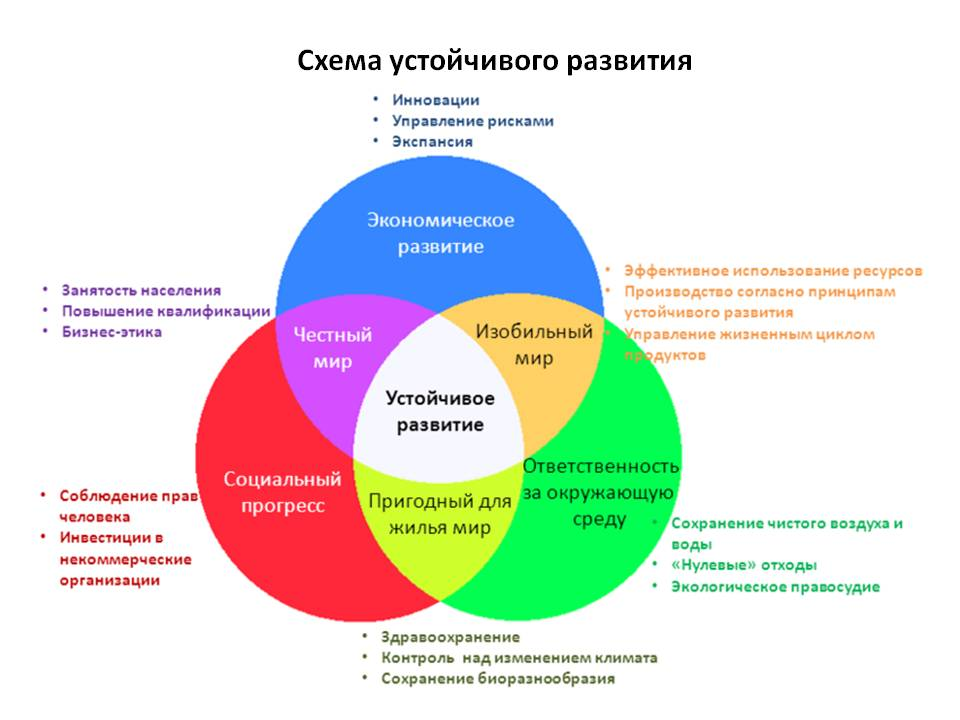 Схема устойчивого развития
• Инновации
• Управление рисками
• Экспансия
Экономическое
развитие
• Эффективное использование ресурсов
• Производство согласно принципам
устойчивого развития
• Управление жизненным циклом
продуктов
• Занятость населения
• Повышение квалификации
• Бизнес-этика
Честный
мир
Изобильный
мир
Устойчивое
развитие
Социальный
прогресс
Пригодный для
жилья мир
Ответственность
за окружающую
среду
• Соблюдение прав
человека
• Инвестиции в
некоммерческие
организации
• Сохранение чистого воздуха и
воды
• «Нулевые» отходы
• Экологическое правосудие
• Здравоохранение
• Контроль над изменением климата
• Сохранение биоразнообразия